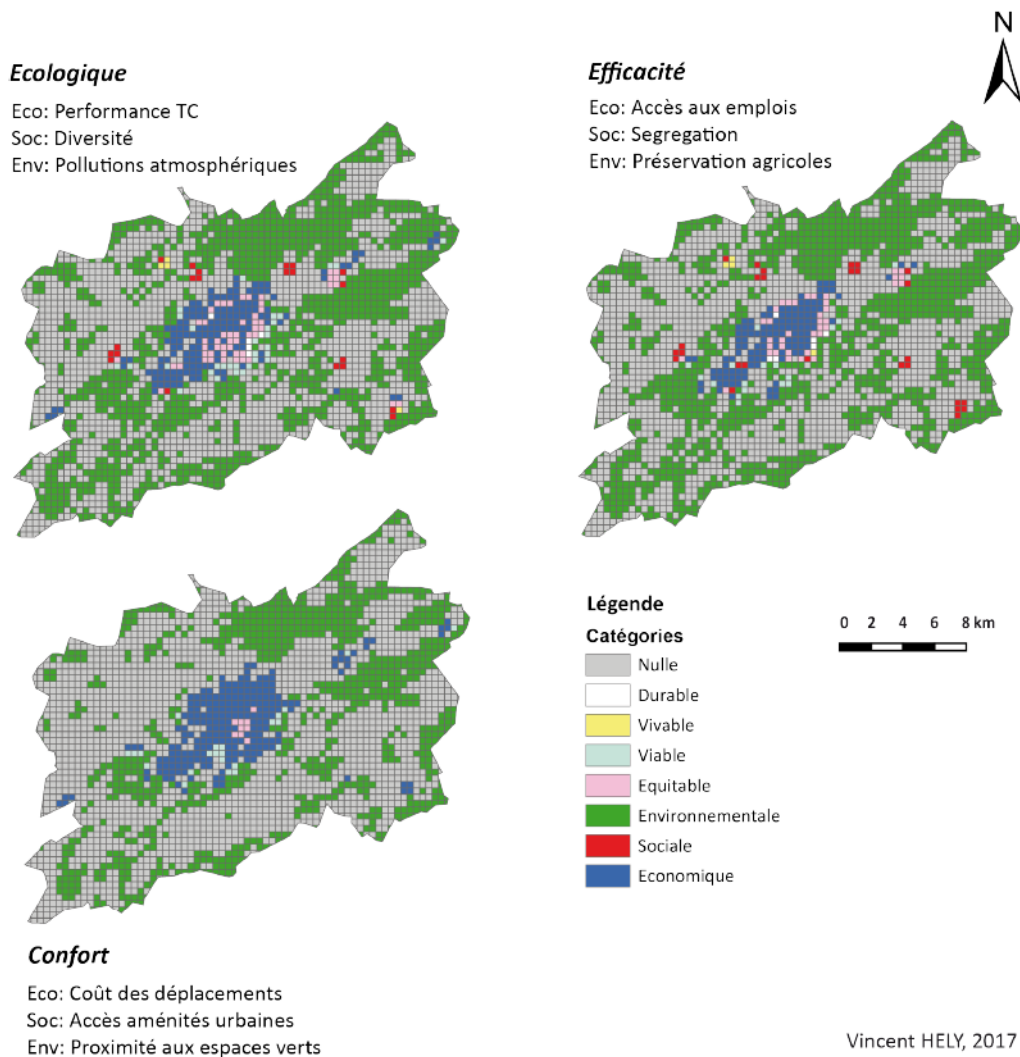 Ecologique
Eco: Performance TC
Soc: Diversité
Env: Pollutions atmosphériques
Efficacité
Eco: Accès aux emplois
Soc: Segregation
Env: Préservation agricoles
N
Légende
Catégories
Nulle
Durable
Vivable
Viable
Equitable
Environnementale
Sociale
Economique
0 2 4 6 8 km
Confort
Eco: Coût des déplacements
Soc: Accès aménités urbaines
Env: Proximité aux espaces verts
Vincent HELY, 2017